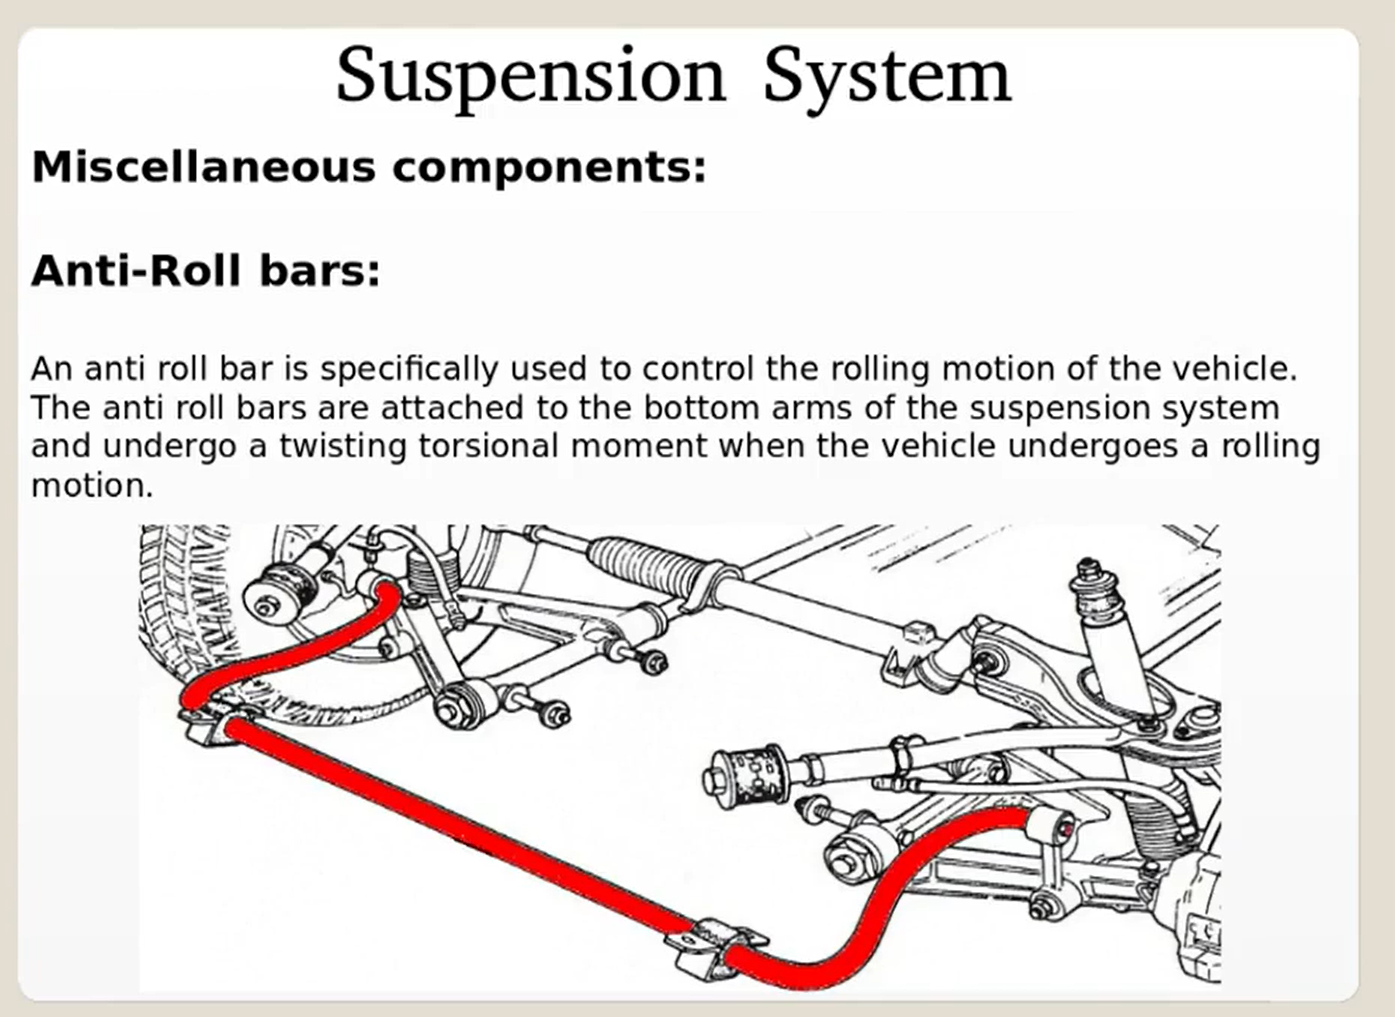 Suspension System
Miscellaneous components:
Anti-Roll bars:
An anti roll bar is specifically used to control the rolling motion of the vehicle.
The anti roll bars are attached to the bottom arms of the suspension system
and undergo a twisting torsional moment when the vehicle undergoes a rolling
motion.